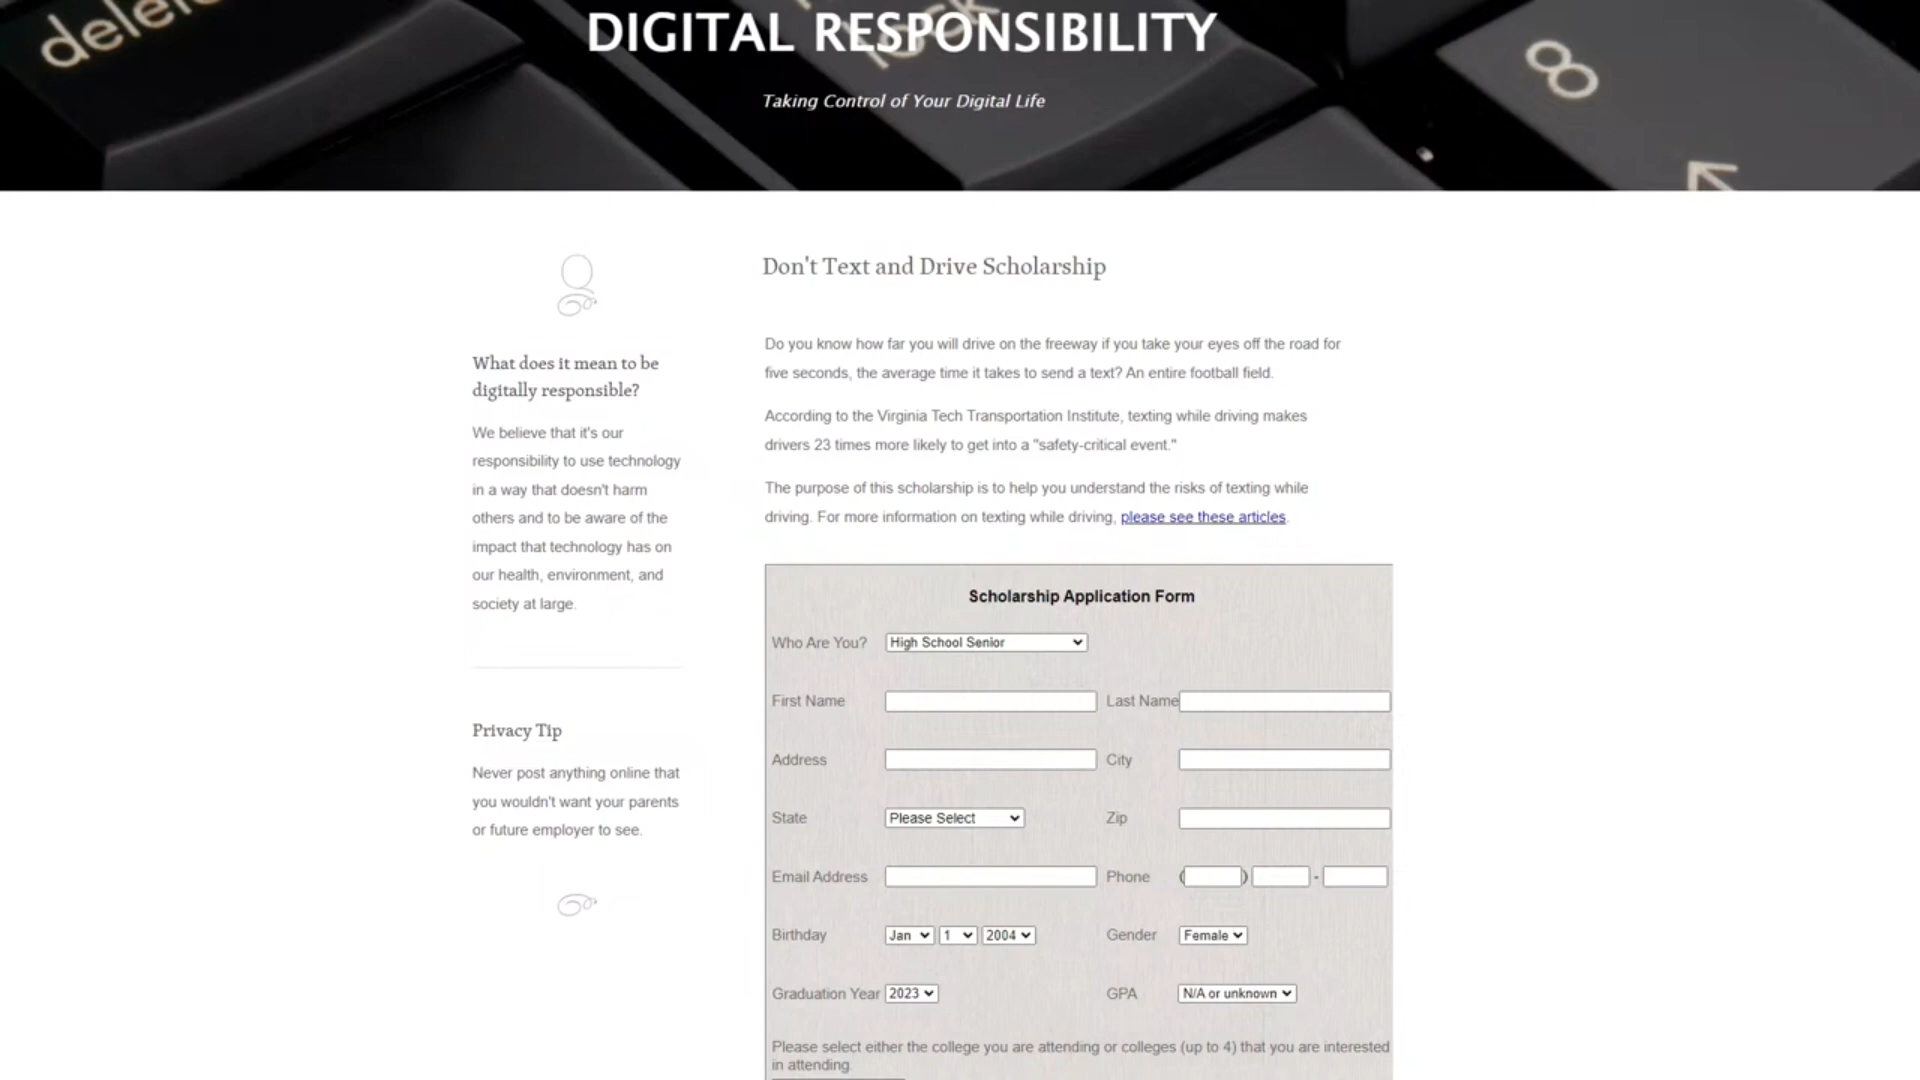 delete
lock
8
DIGITAL RESPONSIBILITY
Taking Control of Your Digital Life
What does it mean to be
digitally responsible?
We believe that it's our
responsibility to use technology
in a way that doesn't harm
others and to be aware of the
impact that technology has on
our health, environment, and
society at large.
Privacy Tip
Never post anything online that
you wouldn't want your parents
or future employer to see.
Don't Text and Drive Scholarship
Do you know how far you will drive on the freeway if you take your eyes off the road for
five seconds, the average time it takes to send a text? An entire football field.
According to the Virginia Tech Transportation Institute, texting while driving makes
drivers 23 times more likely to get into a "safety-critical event."
The purpose of this scholarship is to help you understand the risks of texting while
driving. For more information on texting while driving, please see these articles.
Scholarship Application Form
Who Are You? High School Senior
First Name Last Name
Address City
State Please Select Zip
Email Address Phone ( ) -
Birthday Jan 1 2004 Gender Female
Graduation Year 2023 GPA N/A or unknown
Please select either the college you are attending or colleges (up to 4) that you are interested
in attending.